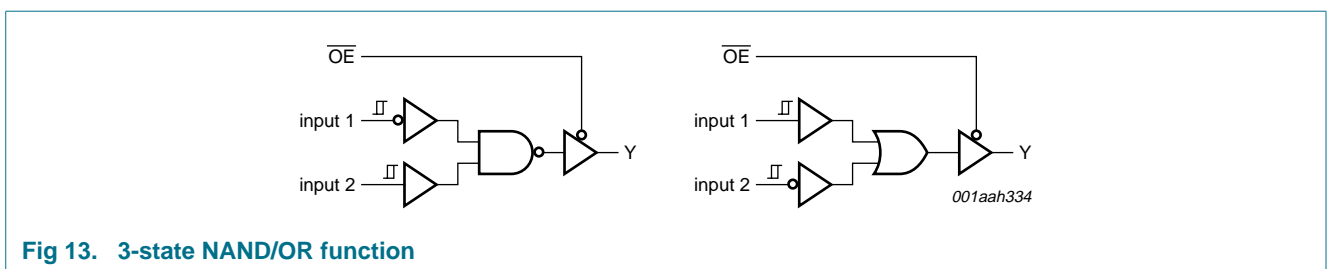 OE OE
input 1 input 1
Y Y
input 2 input 2
001aah334
Fig 13. 3-state NAND/OR function